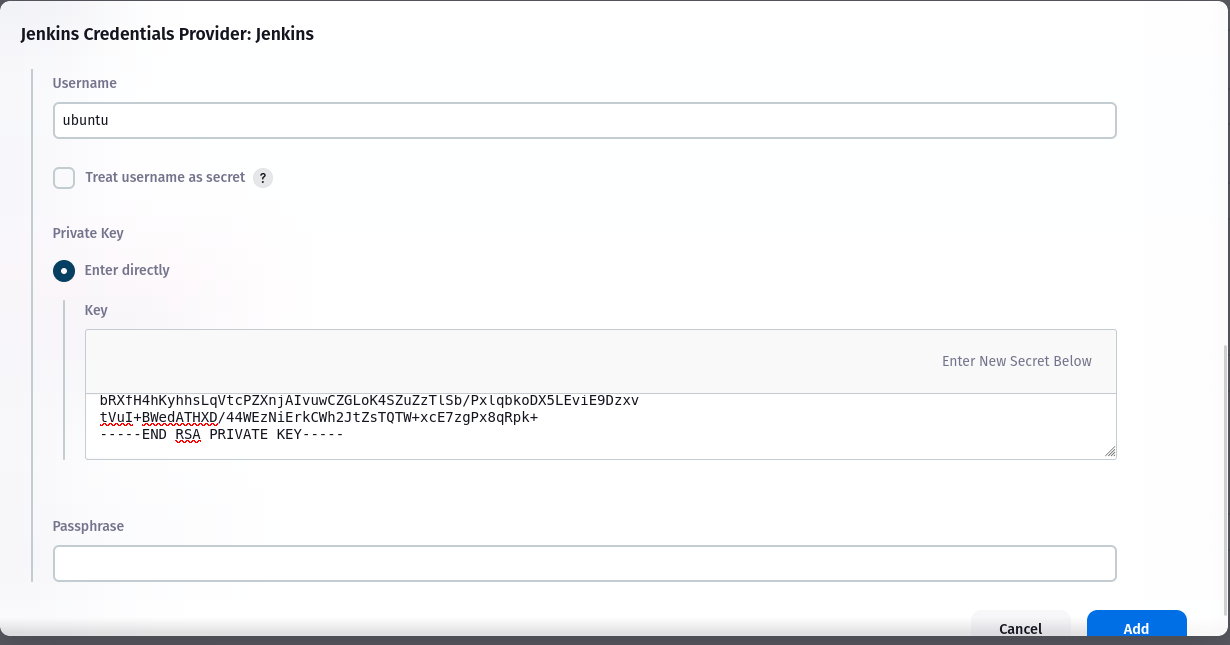 Jenkins Credentials Provider: Jenkins
Username
ubuntu
Treat username as secret ?
Private Key
Enter directly
Key
Enter New Secret Below
bRXfH4hKyhhsLqVtcPZXnjAIvuwCZGLoK4SZuZzTlSb/PxlqbkoDX5LEviE9Dzxv
tVuI+BWedATHXD/44WEzNiErkCWh2JtZsTQTW+xcE7zgPx8qRpk+
-----END RSA PRIVATE KEY-----
Passphrase
Cancel
Add